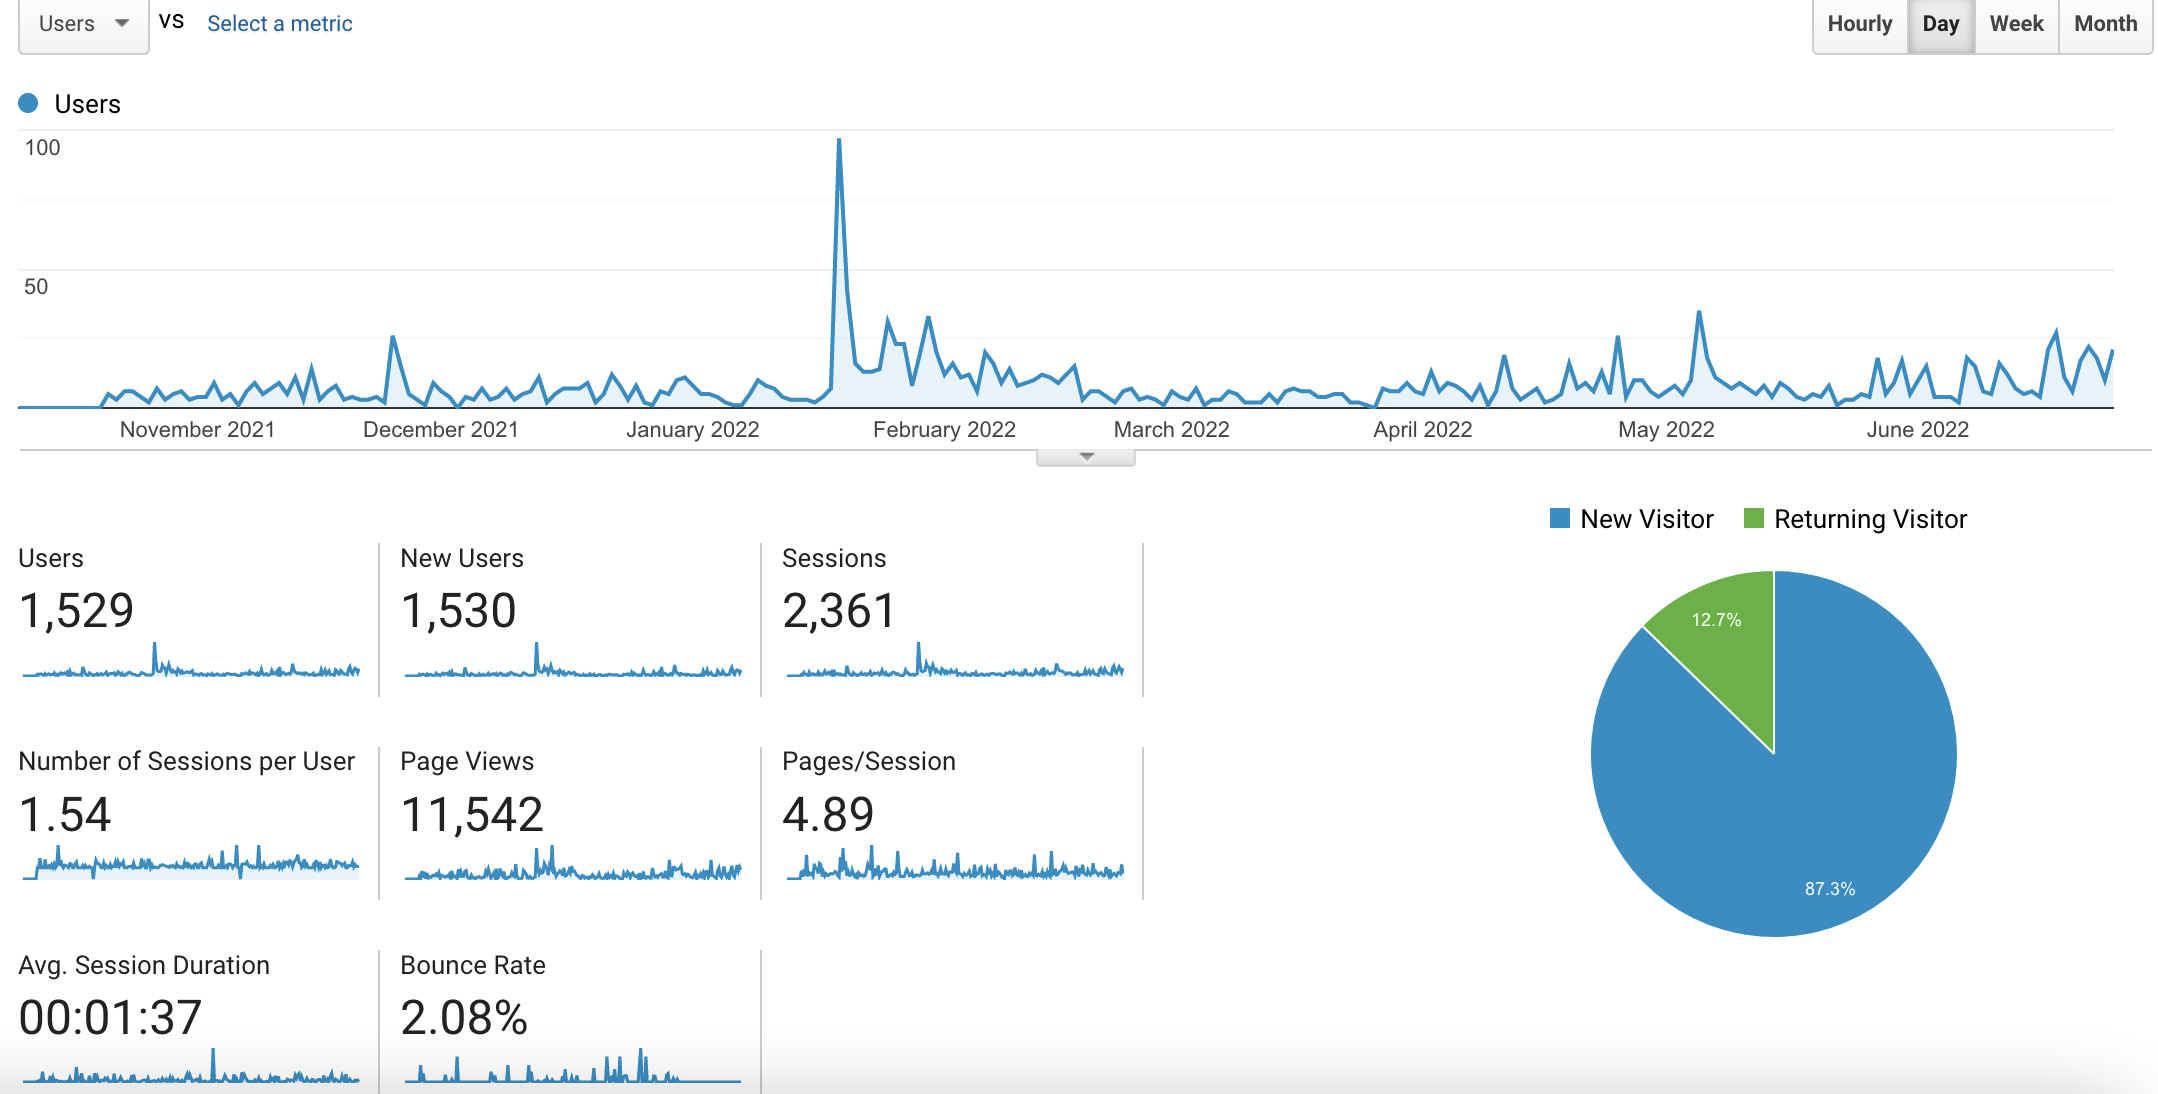 Users vs Select a metric Hourly Day Week Month
Users
100
50
November 2021 December 2021 January 2022 February 2022 March 2022 April 2022 May 2022 June 2022
New Visitor Returning Visitor
Users New Users Sessions
1,529 1,530 2,361
12.7%
Number of Sessions per User Page Views Pages/Session
1.54 11,542 4.89
87.3%
Avg. Session Duration Bounce Rate
00:01:37 2.08%